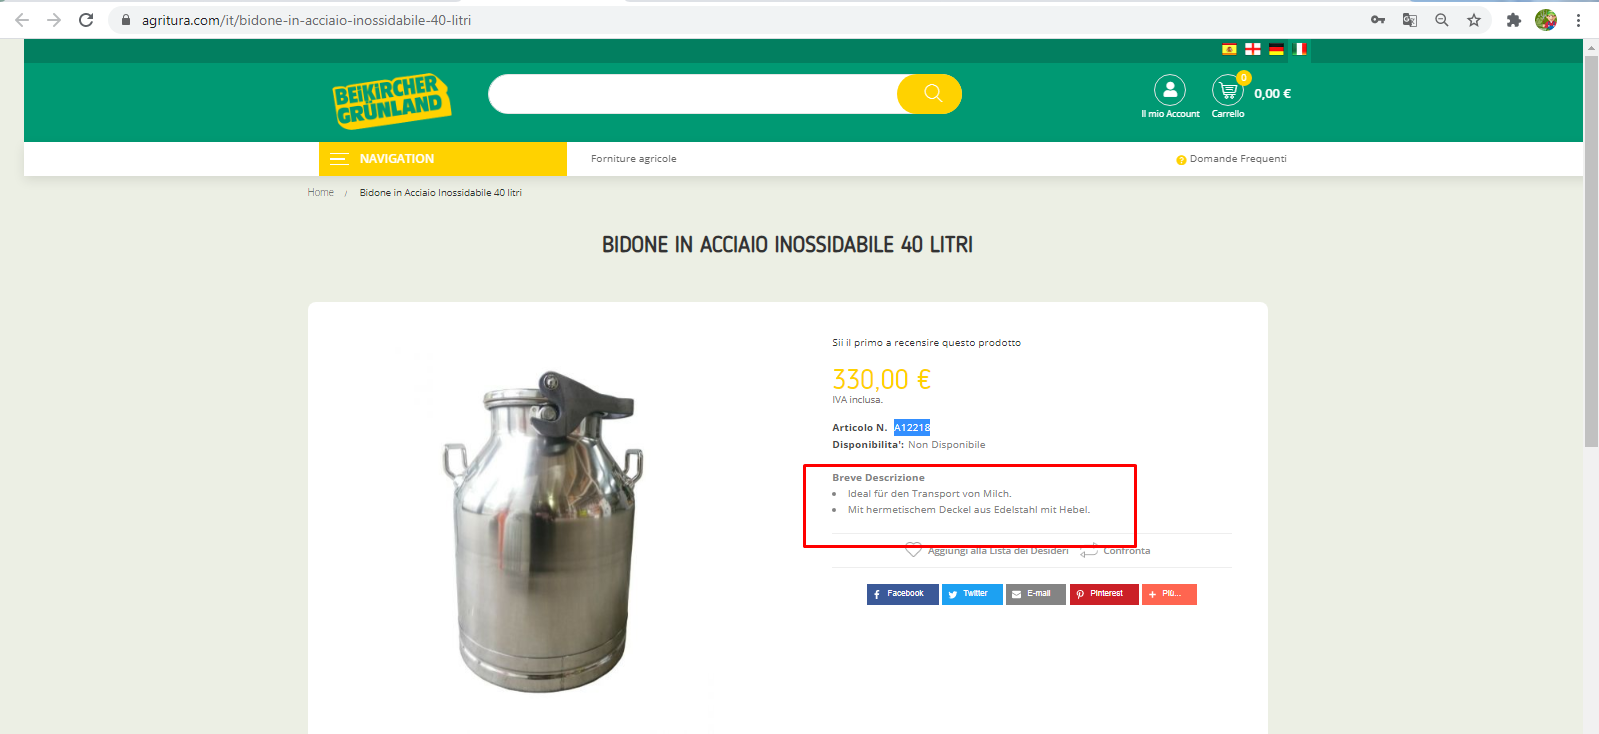 agritura.com/it/bidone-in-acciaio-inossidabile-40-litri
BEIKIRCHER
GRÜNLAND
0
0,00 €
Il mio Account
Carrello
NAVIGATION
Forniture agricole
? Domande Frequenti
Home / Bidone in Acciaio Inossidabile 40 litri
BIDONE IN ACCIAIO INOSSIDABILE 40 LITRI
Sii il primo a recensire questo prodotto
330,00 €
IVA inclusa.
Articolo N. A12218
Disponibilita': Non Disponibile
Breve Descrizione
• Ideal für den Transport von Milch.
• Mit hermetischem Deckel aus Edelstahl mit Hebel.
Aggiungi alla Lista dei Desideri
Confronta
Facebook
Twitter
E-mail
Pinterest
Più...